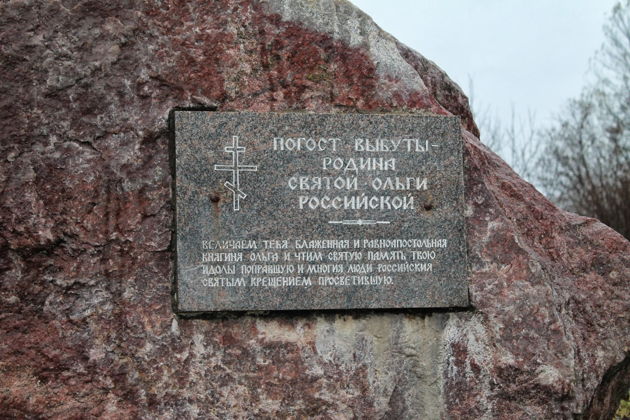 ПОГОСТ ВЫБУТЫ-
РОДИНА
СВЯТОЙ ОЛЬГИ
РОССИЙСКОЙ
ВЕЛИЧАЕМ ТЕБЯ БЛАЖЕННАЯ И РАВНОАПОСТОЛЬНАЯ
КНЯГИНЯ ОЛЬГА И ЧТИМ СВЯТУЮ ПАМЯТЬ ТВОЮ
ИДОЛЫ ПОПРАВШУЮ И МНОГИЯ ЛЮДИ РОССИЙСКИЯ
СВЯТЫМ КРЕЩЕНИЕМ ПРОСВЕТИВШУЮ.